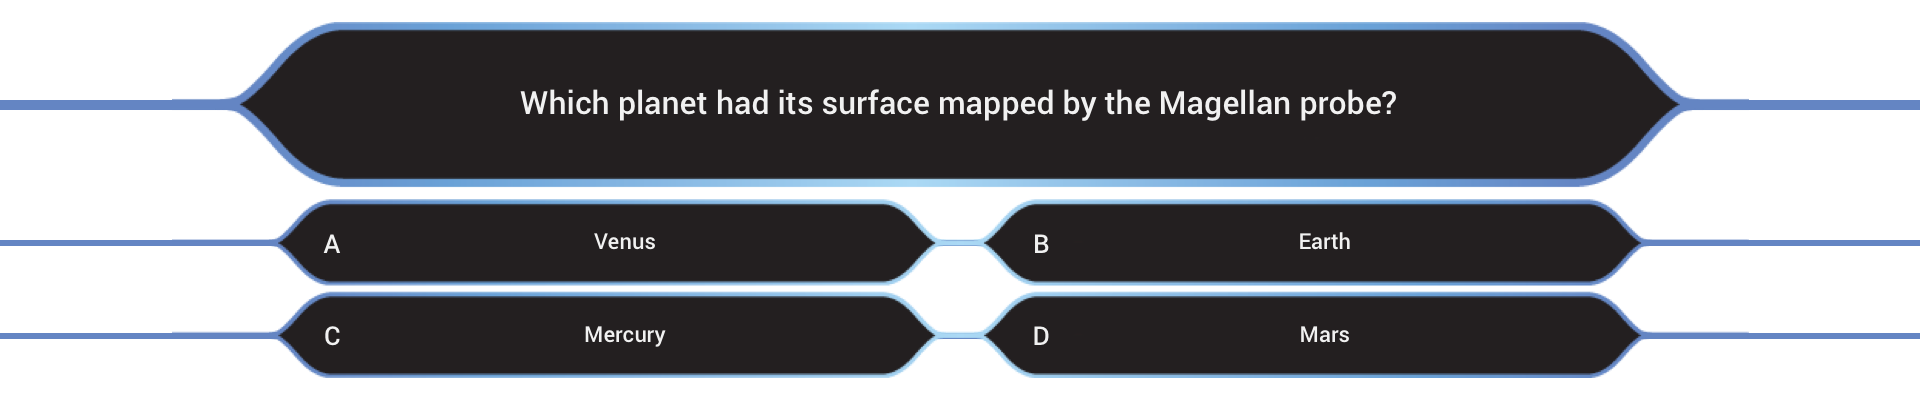 Which planet had its surface mapped by the Magellan probe?
A Venus
B Earth
C Mercury
D Mars